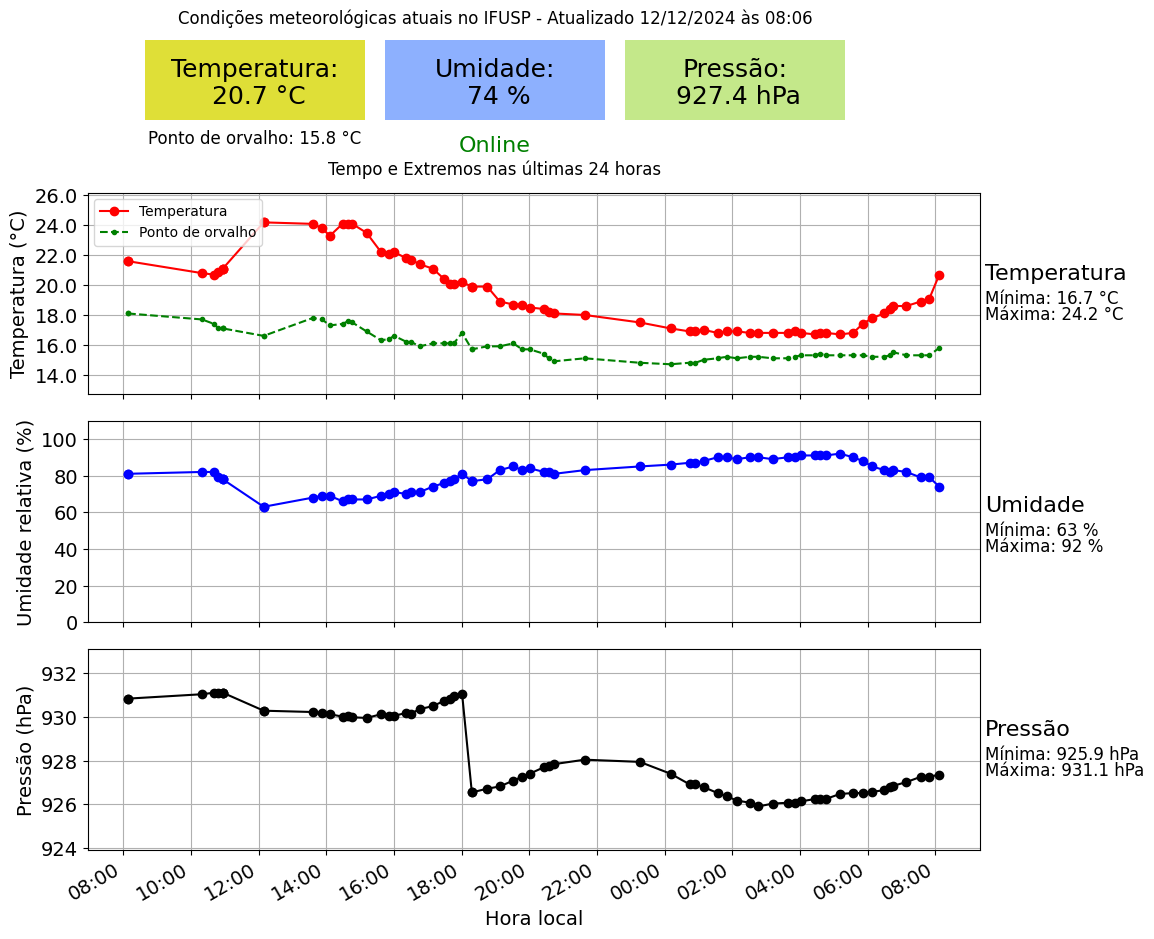 Condições meteorológicas atuais no IFUSP - Atualizado 12/12/2024 às 08:06
Temperatura:
20.7 °C
Umidade:
74 %
Pressão:
927.4 hPa
Ponto de orvalho: 15.8 °C
Online
Tempo e Extremos nas últimas 24 horas
Temperatura (°C)
26.0
24.0
22.0
20.0
18.0
16.0
14.0
Temperatura
Ponto de orvalho
Temperatura
Mínima: 16.7 °C
Máxima: 24.2 °C
Umidade relativa (%)
100
80
60
40
20
0
Umidade
Mínima: 63 %
Máxima: 92 %
Pressão (hPa)
932
930
928
926
924
Pressão
Mínima: 925.9 hPa
Máxima: 931.1 hPa
08:00 10:00 12:00 14:00 16:00 18:00 20:00 22:00 00:00 02:00 04:00 06:00 08:00
Hora local